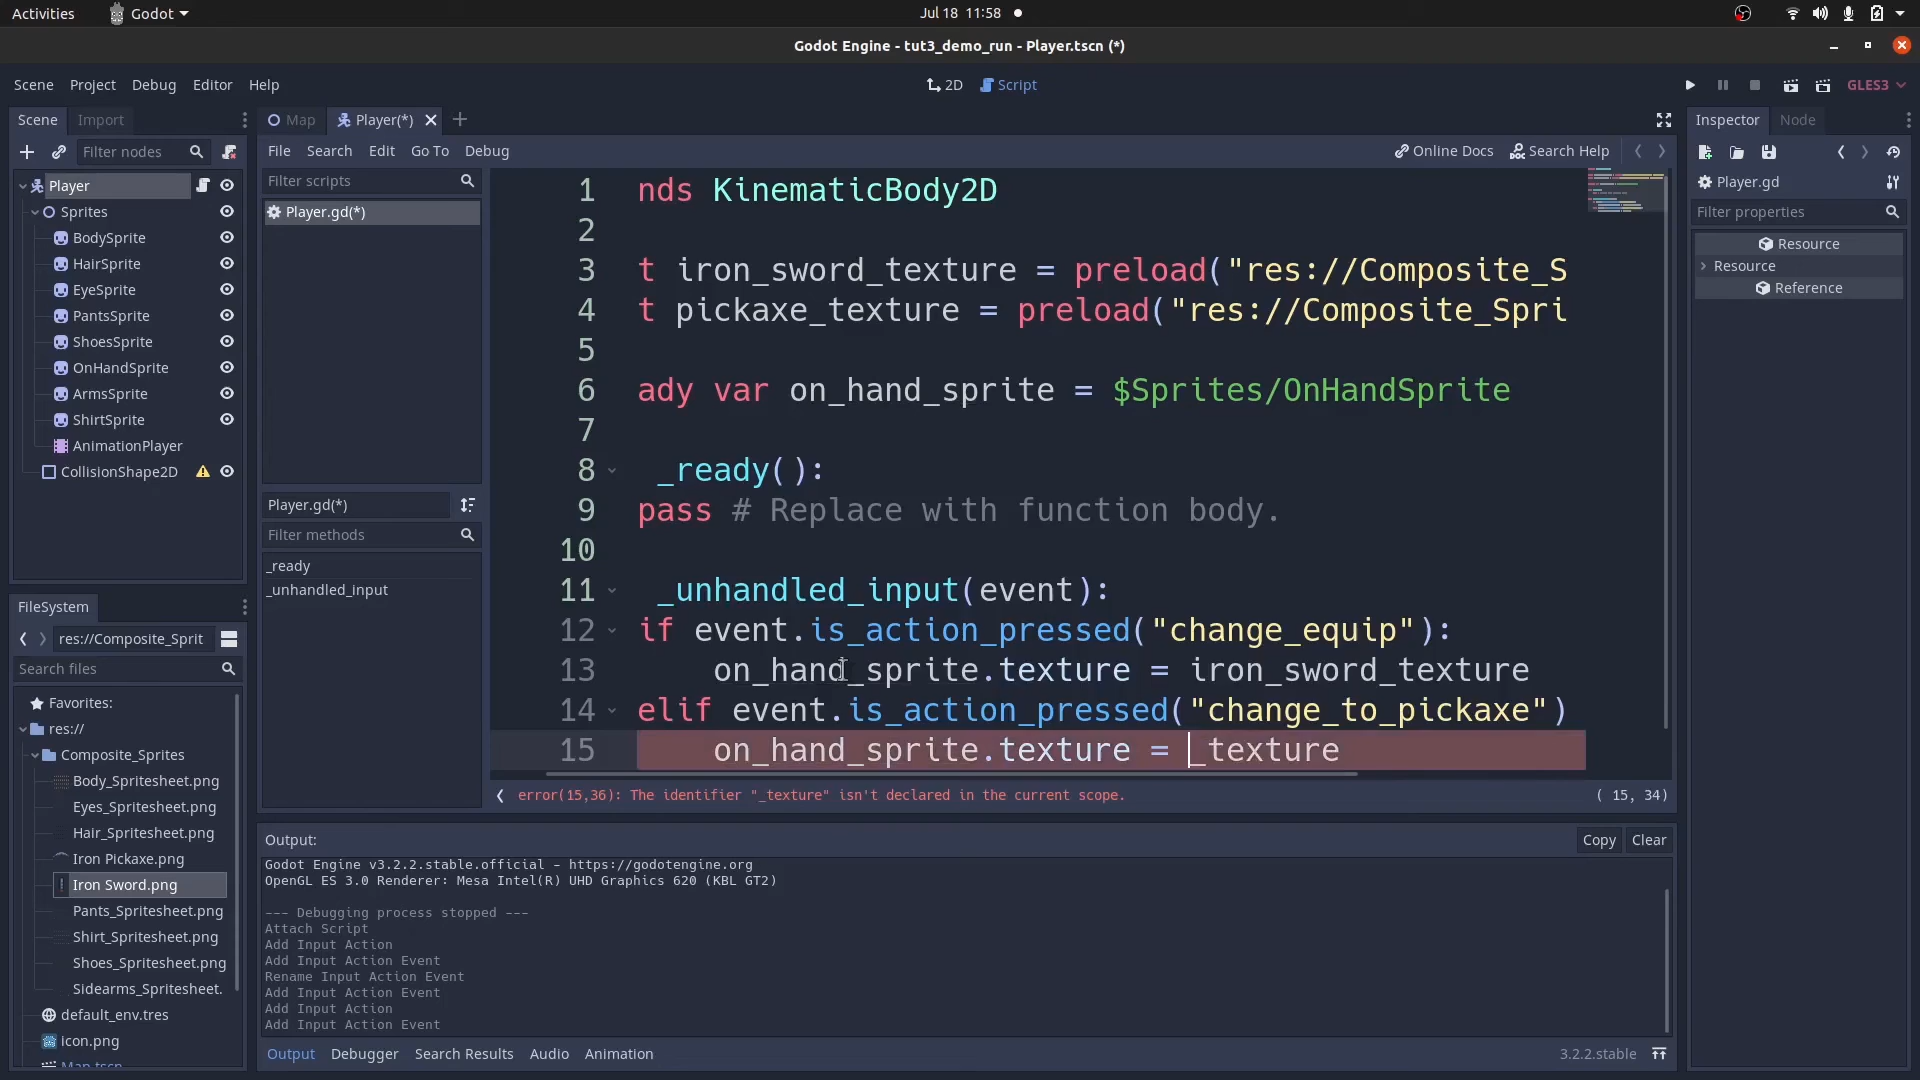 Activities Godot Jul 18 11:58
Godot Engine - tut3_demo_run - Player.tscn (*)
Scene Project Debug Editor Help 2D Script GLES3
Scene Import
Map Player(*)
Inspector Node
Filter nodes
File Search Edit Go To Debug Online Docs Search Help
Player
Sprites
BodySprite
HairSprite
EyeSprite
PantsSprite
ShoesSprite
OnHandSprite
ArmsSprite
ShirtSprite
AnimationPlayer
CollisionShape2D
Filter scripts
Player.gd(*)
Player.gd(*)
Filter methods
_ready
_unhandled_input
1 nds KinematicBody2D
2
3 t iron_sword_texture = preload("res://Composite_S
4 t pickaxe_texture = preload("res://Composite_Spri
5
6 ady var on_hand_sprite = $Sprites/OnHandSprite
7
8 _ready():
9 pass # Replace with function body.
10
11 _unhandled_input(event):
12 if event.is_action_pressed("change_equip"):
13 on_hand_sprite.texture = iron_sword_texture
14 elif event.is_action_pressed("change_to_pickaxe")
15 on_hand_sprite.texture = _texture
error(15,36): The identifier "_texture" isn't declared in the current scope. ( 15, 34)
Player.gd
Filter properties
Resource
Resource
Reference
FileSystem
res://Composite_Sprit
Search files
Favorites:
res://
Composite_Sprites
Body_Spritesheet.png
Eyes_Spritesheet.png
Hair_Spritesheet.png
Iron Pickaxe.png
Iron Sword.png
Pants_Spritesheet.png
Shirt_Spritesheet.png
Shoes_Spritesheet.png
Sidearms_Spritesheet.
default_env.tres
icon.png
Map.tscn
Output: Copy Clear
Godot Engine v3.2.2.stable.official - https://godotengine.org
OpenGL ES 3.0 Renderer: Mesa Intel(R) UHD Graphics 620 (KBL GT2)
--- Debugging process stopped ---
Attach Script
Add Input Action
Add Input Action Event
Rename Input Action Event
Add Input Action Event
Add Input Action
Add Input Action Event
Output Debugger Search Results Audio Animation 3.2.2.stable